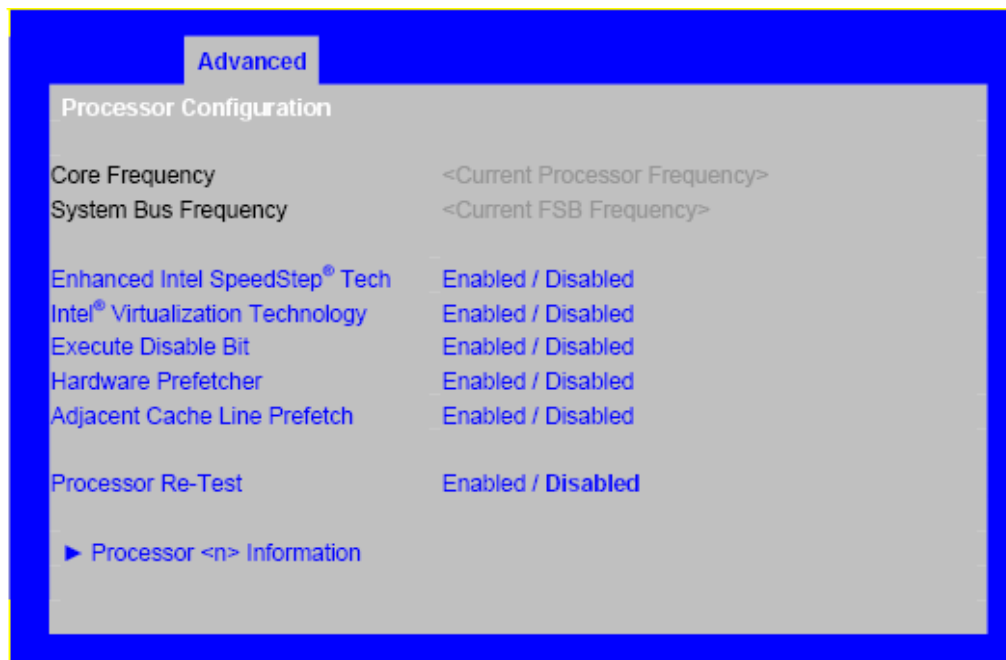 Advanced
Processor Configuration
Core Frequency <Current Processor Frequency>
System Bus Frequency <Current FSB Frequency>
Enhanced Intel SpeedStep® Tech Enabled / Disabled
Intel® Virtualization Technology Enabled / Disabled
Execute Disable Bit Enabled / Disabled
Hardware Prefetcher Enabled / Disabled
Adjacent Cache Line Prefetch Enabled / Disabled
Processor Re-Test Enabled / Disabled
► Processor <n> Information